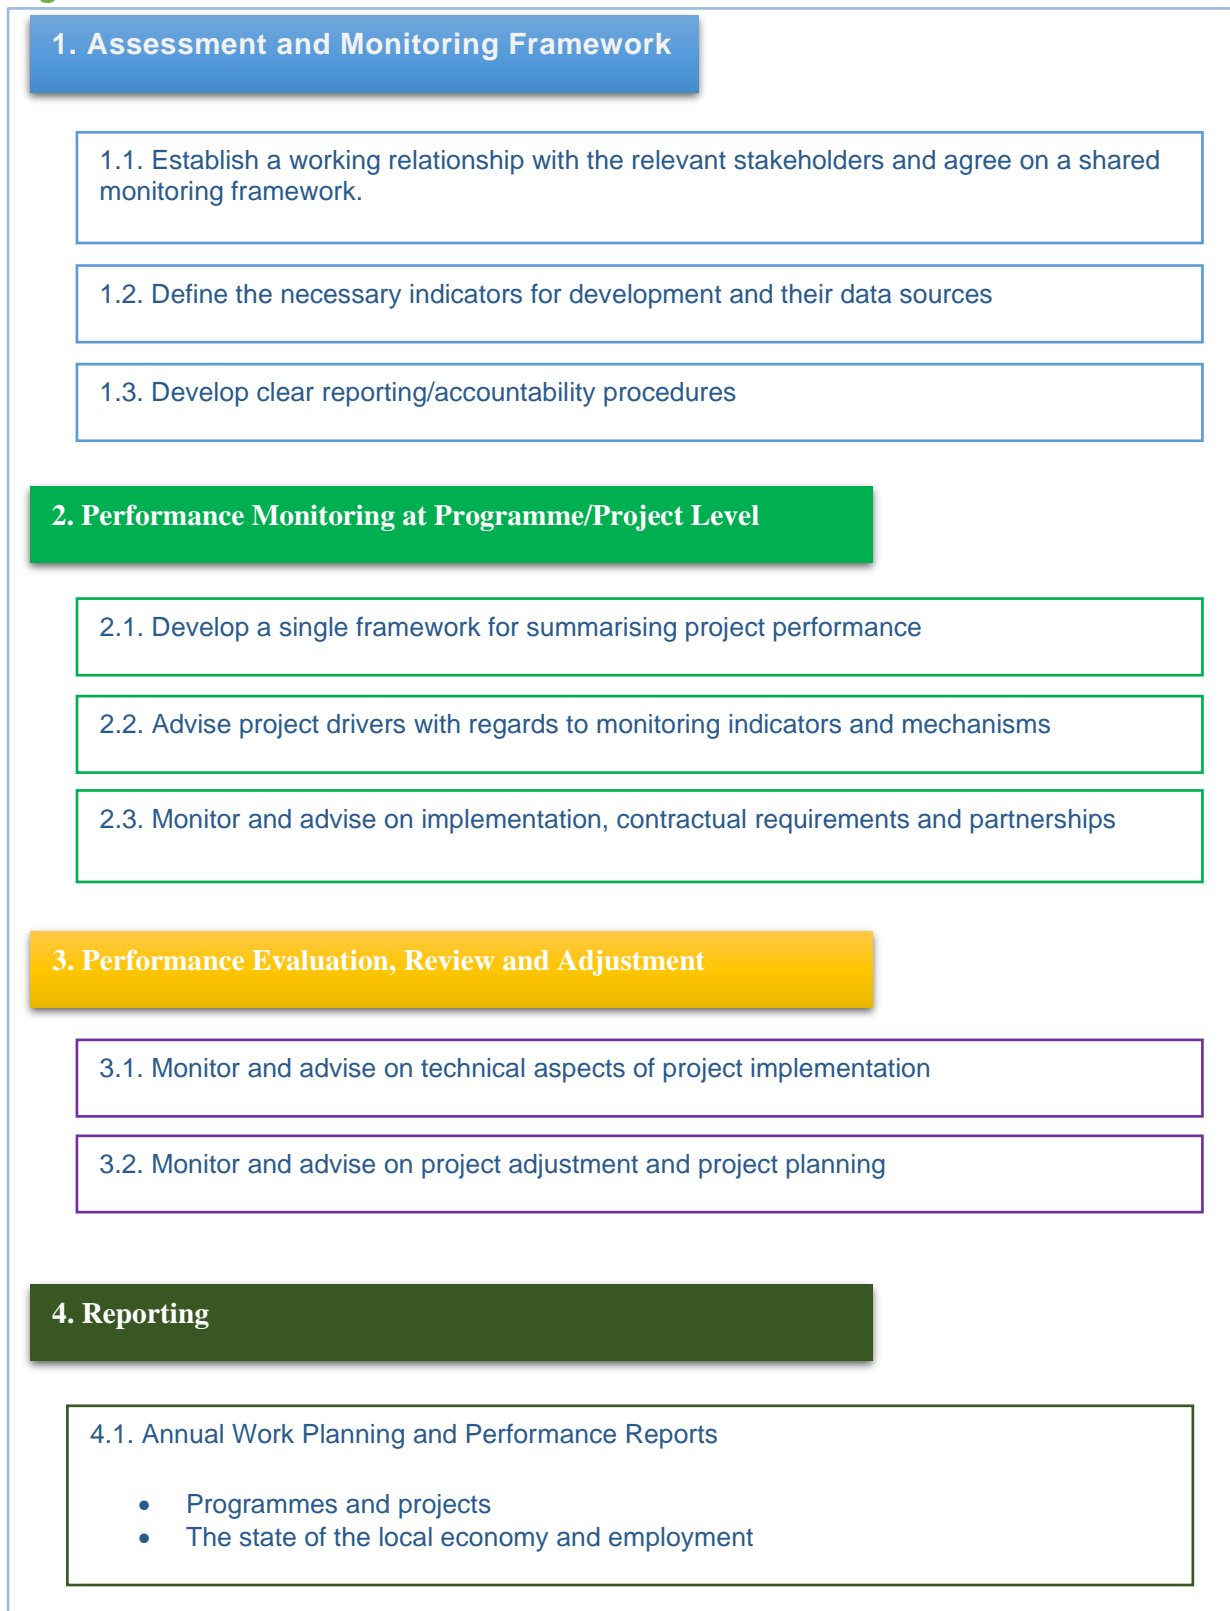 1. Assessment and Monitoring Framework
1.1. Establish a working relationship with the relevant stakeholders and agree on a shared
monitoring framework.
1.2. Define the necessary indicators for development and their data sources
1.3. Develop clear reporting/accountability procedures
2. Performance Monitoring at Programme/Project Level
2.1. Develop a single framework for summarising project performance
2.2. Advise project drivers with regards to monitoring indicators and mechanisms
2.3. Monitor and advise on implementation, contractual requirements and partnerships
3. Performance Evaluation, Review and Adjustment
3.1. Monitor and advise on technical aspects of project implementation
3.2. Monitor and advise on project adjustment and project planning
4. Reporting
4.1. Annual Work Planning and Performance Reports
• Programmes and projects
• The state of the local economy and employment